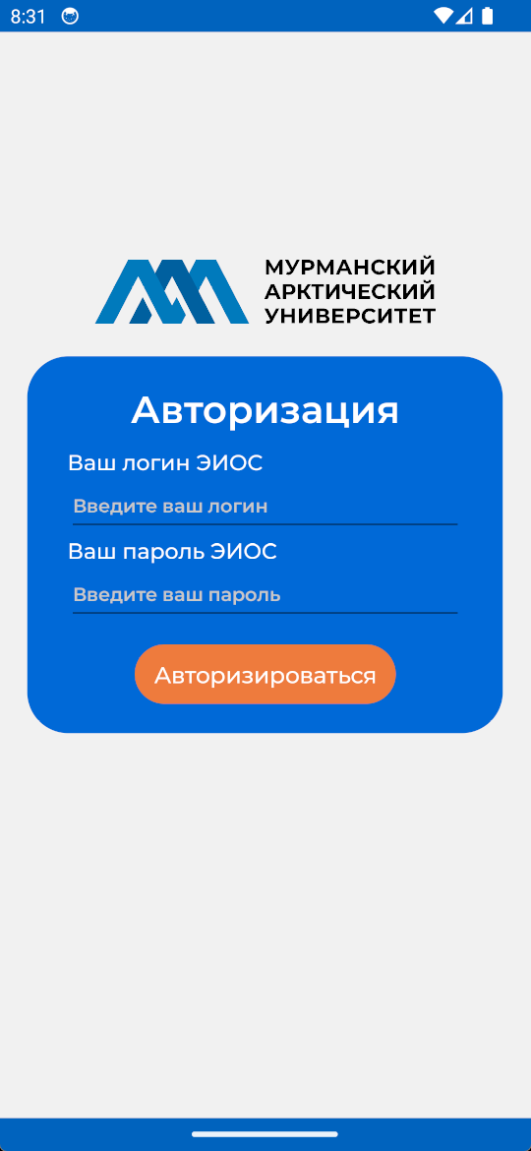 8:31
МУРМАНСКИЙ
АРКТИЧЕСКИЙ
УНИВЕРСИТЕТ
Авторизация
Ваш логин ЭИОС
Введите ваш логин
Ваш пароль ЭИОС
Введите ваш пароль
Авторизироваться